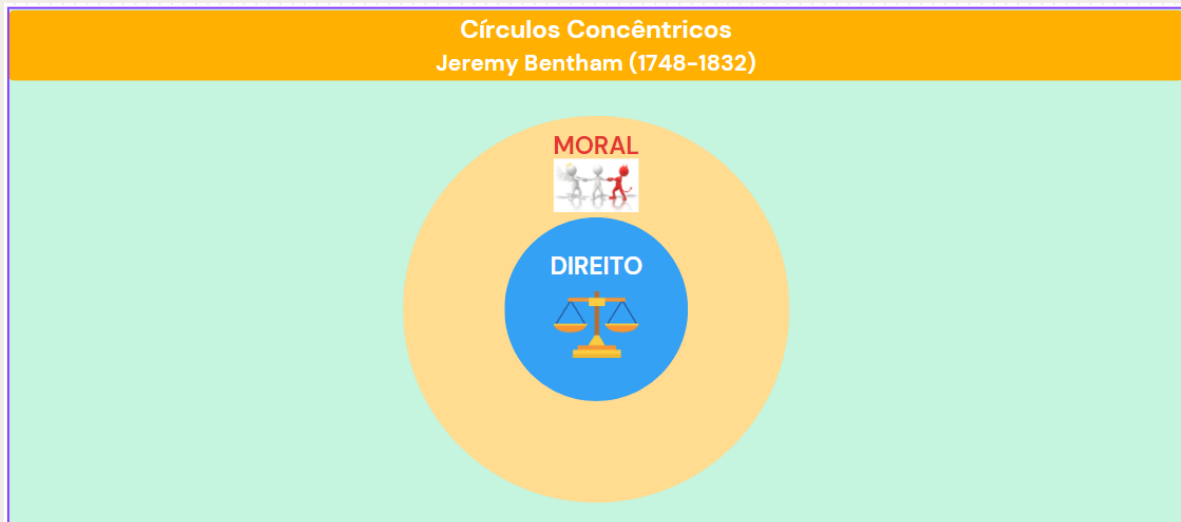 Círculos Concêntricos
Jeremy Bentham (1748-1832)
MORAL
DIREITO